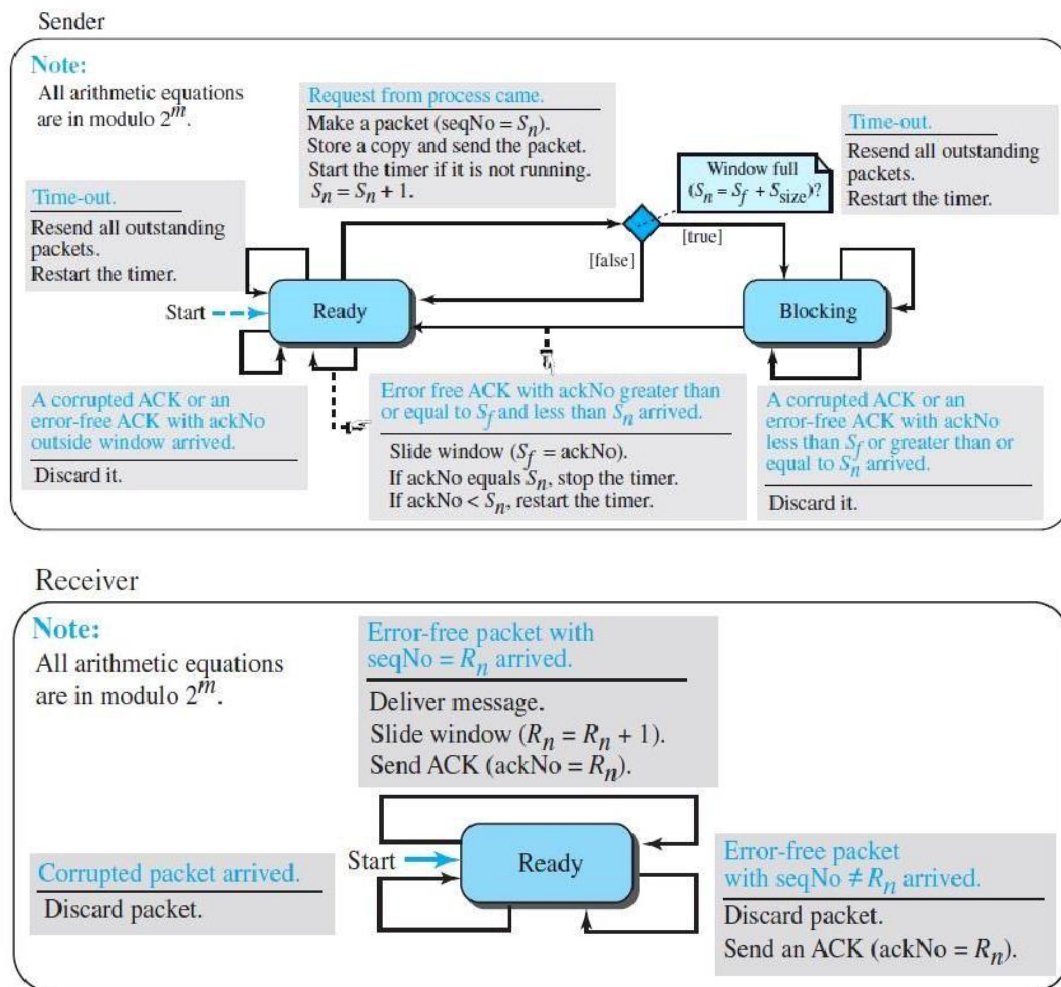 Sender
Note:
All arithmetic equations
are in modulo 2^m.
Request from process came.
Make a packet (seqNo = S_n).
Store a copy and send the packet.
Start the timer if it is not running.
S_n = S_n + 1.
Window full
(S_n = S_f + S_size)?
Time-out.
Resend all outstanding
packets.
Restart the timer.
Time-out.
Resend all outstanding
packets.
Restart the timer.
[false]
[true]
Start
Ready
Blocking
A corrupted ACK or an
error-free ACK with ackNo
outside window arrived.
Discard it.
Error free ACK with ackNo greater than
or equal to S_f and less than S_n arrived.
Slide window (S_f = ackNo).
If ackNo equals S_n, stop the timer.
If ackNo < S_n, restart the timer.
A corrupted ACK or an
error-free ACK with ackNo
less than S_f or greater than or
equal to S_n arrived.
Discard it.
Receiver
Note:
All arithmetic equations
are in modulo 2^m.
Error-free packet with
seqNo = R_n arrived.
Deliver message.
Slide window (R_n = R_n + 1).
Send ACK (ackNo = R_n).
Corrupted packet arrived.
Discard packet.
Start
Ready
Error-free packet
with seqNo ≠ R_n arrived.
Discard packet.
Send an ACK (ackNo = R_n).